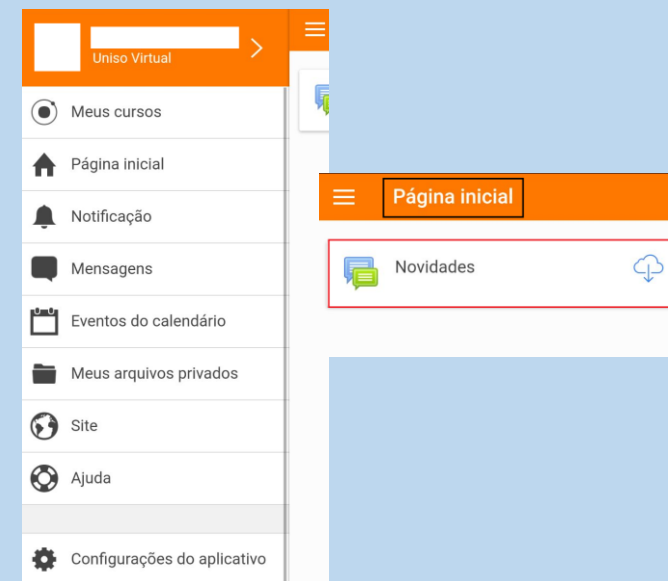 Uniso Virtual
Meus cursos
Página inicial
Notificação
Mensagens
Eventos do calendário
Meus arquivos privados
Site
Ajuda
Configurações do aplicativo
Página inicial
Novidades